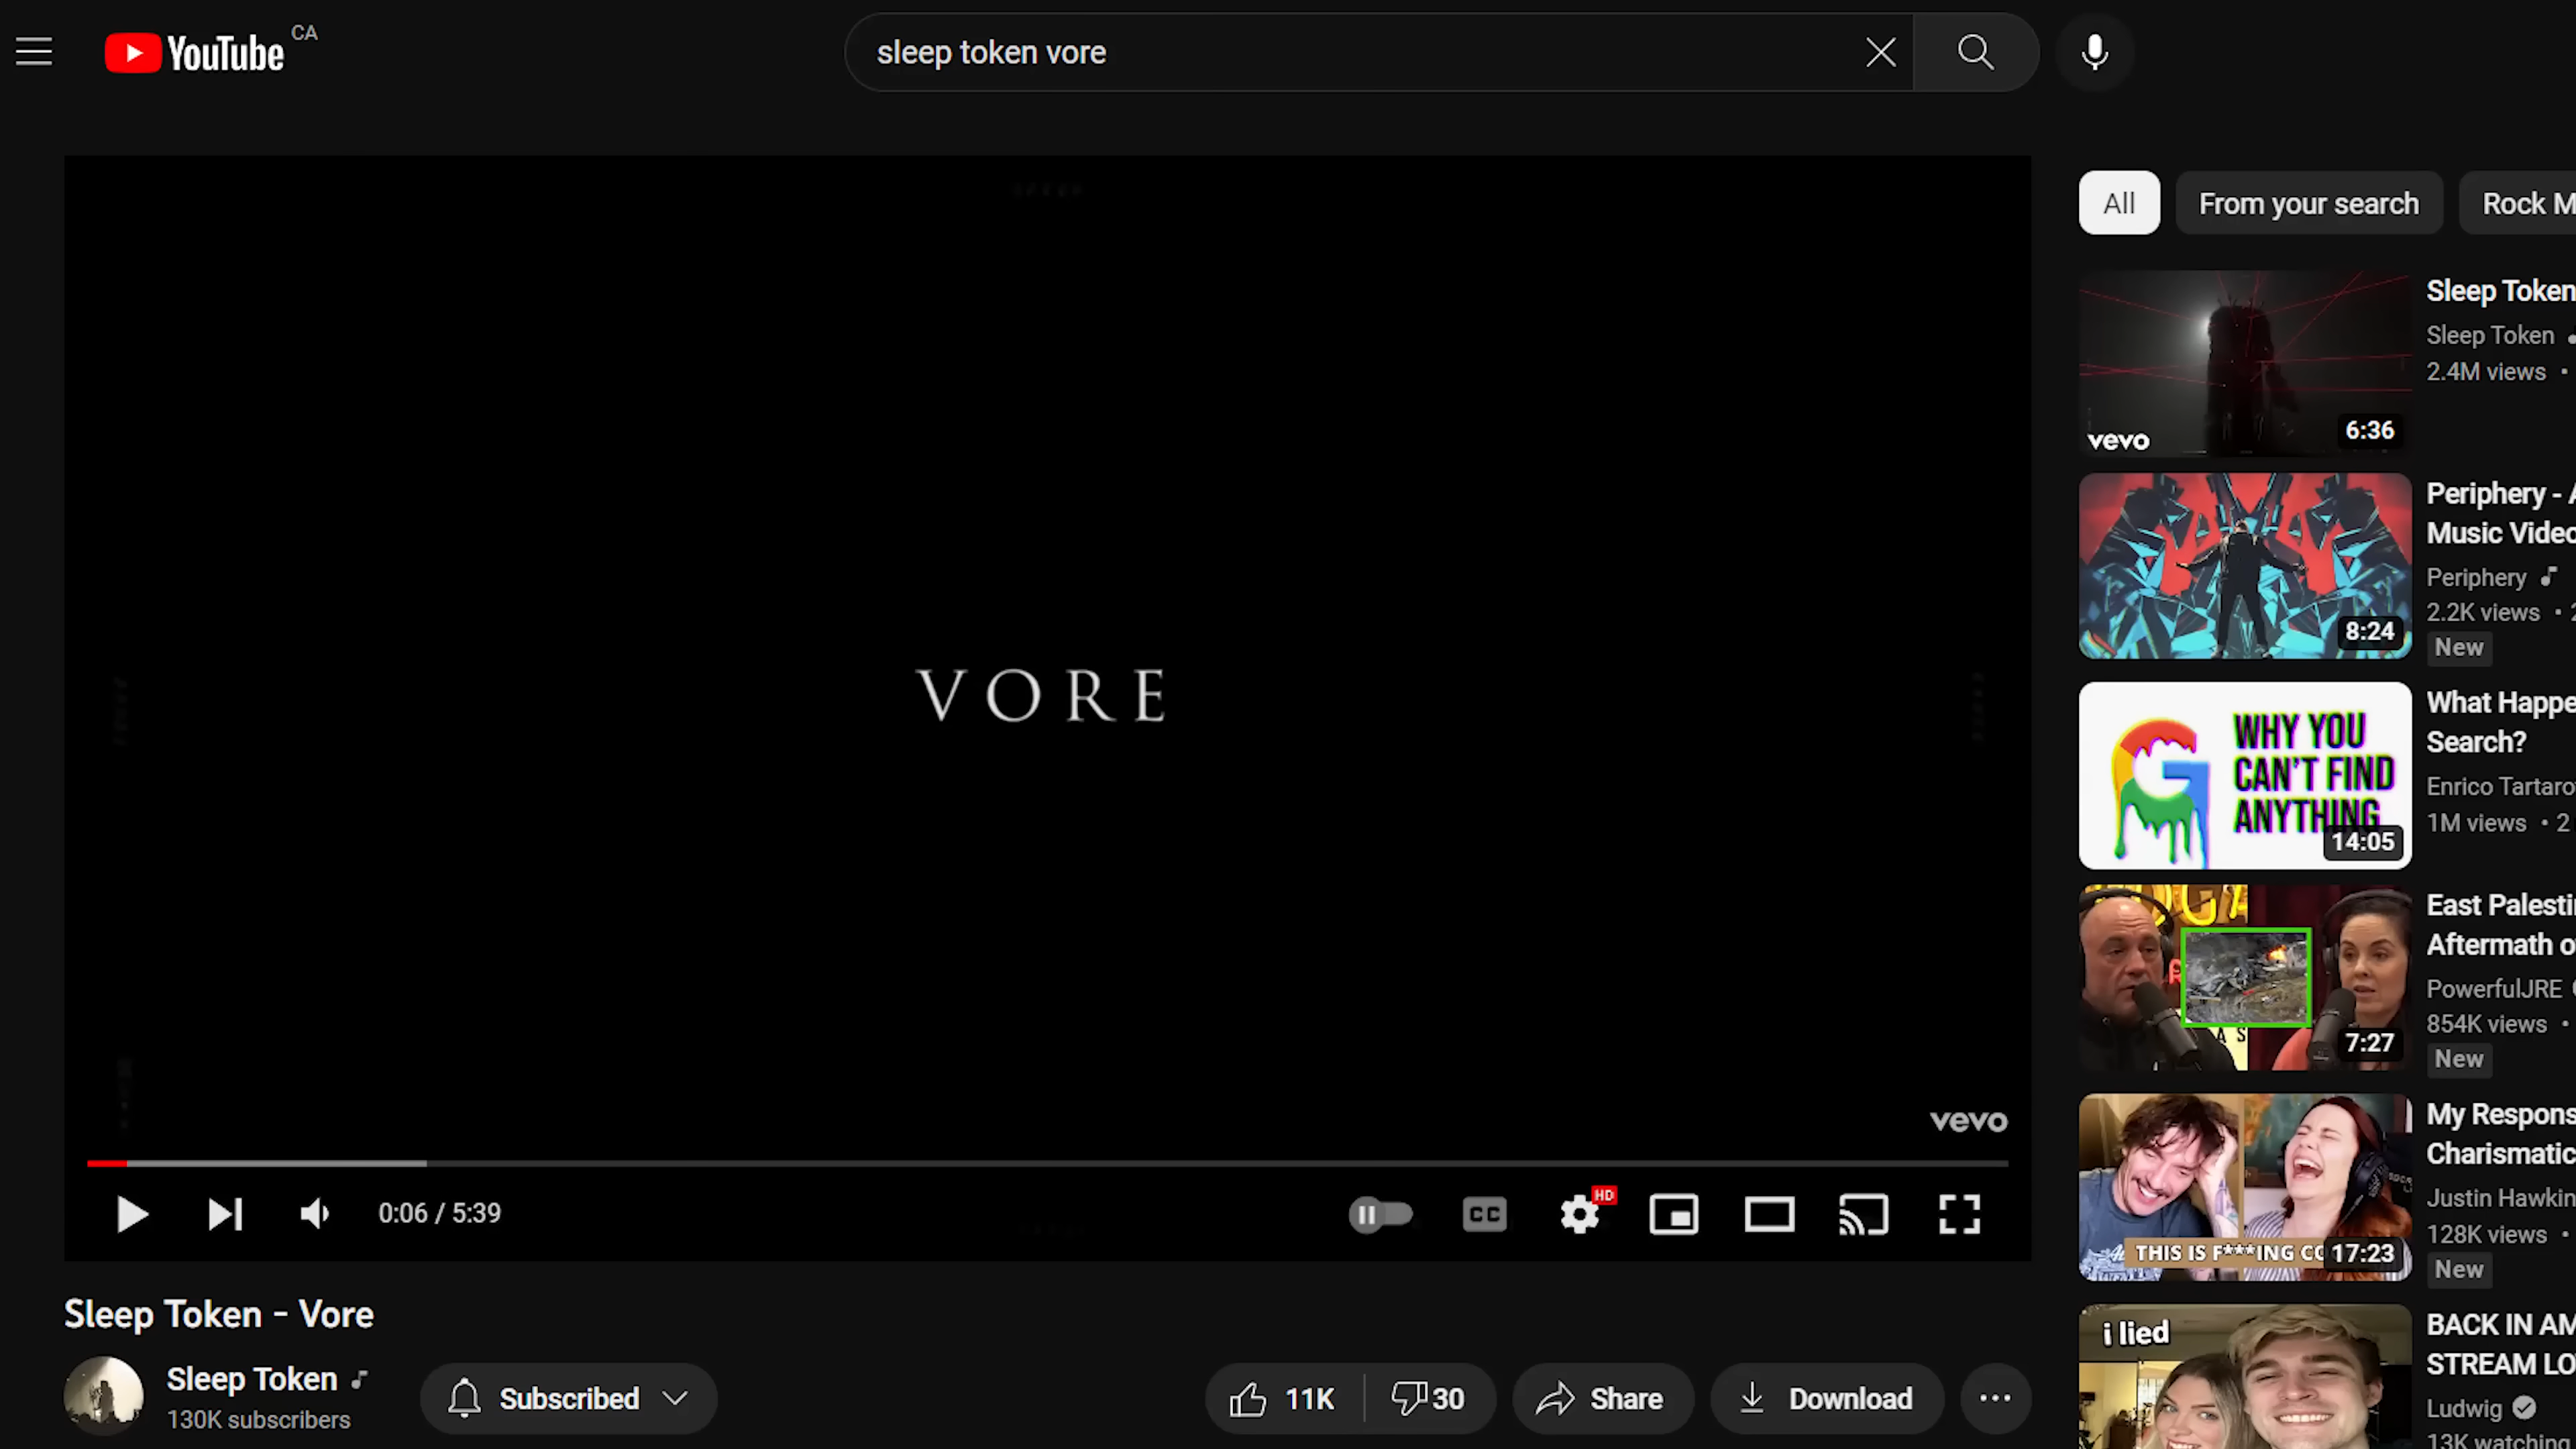 YouTube CA
sleep token vore
VORE
vevo
0:06 / 5:39
CC
HD
Sleep Token - Vore
Sleep Token
130K subscribers
Subscribed
11K
30
Share
Download
All
From your search
Rock M
vevo
6:36
Sleep Token
Sleep Token
2.4M views •
8:24
Periphery - A
Music Video
Periphery
2.2K views • 2
New
WHY YOU
CAN'T FIND
ANYTHING
14:05
What Happe
Search?
Enrico Tartaro
1M views • 2
7:27
East Palesti
Aftermath o
PowerfulJRE
854K views •
New
THIS IS F***ING CO
17:23
My Respons
Charismatic
Justin Hawkin
128K views •
New
i lied
BACK IN AM
STREAM LO
Ludwig
13K watching